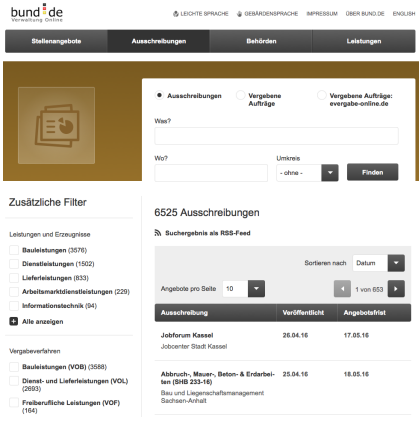 bund.de
Verwaltung Online
LEICHTE SPRACHE GEBÄRDENSPRACHE IMPRESSUM ÜBER BUND.DE ENGLISH
Stellenangebote Ausschreibungen Behörden Leistungen
Ausschreibungen Vergebene Aufträge Vergebene Aufträge: evergabe-online.de
Was?
Wo? Umkreis
- ohne - Finden
Zusätzliche Filter
Leistungen und Erzeugnisse
Bauleistungen (3576)
Dienstleistungen (1502)
Lieferleistungen (833)
Arbeitsmarktdienstleistungen (229)
Informationstechnik (94)
Alle anzeigen
Vergabeverfahren
Bauleistungen (VOB) (3588)
Dienst- und Lieferleistungen (VOL)
(2693)
Freiberufliche Leistungen (VOF)
(164)
6525 Ausschreibungen
Suchergebnis als RSS-Feed
Sortieren nach Datum
Angebote pro Seite 10 1 von 653
Ausschreibung Veröffentlicht Angebotsfrist
Jobforum Kassel 26.04.16 17.05.16
Jobcenter Stadt Kassel
Abbruch-, Mauer-, Beton- & Erdarbei- 25.04.16 18.05.16
ten (SHB 233-16)
Bau und Liegenschaftsmanagement
Sachsen-Anhalt